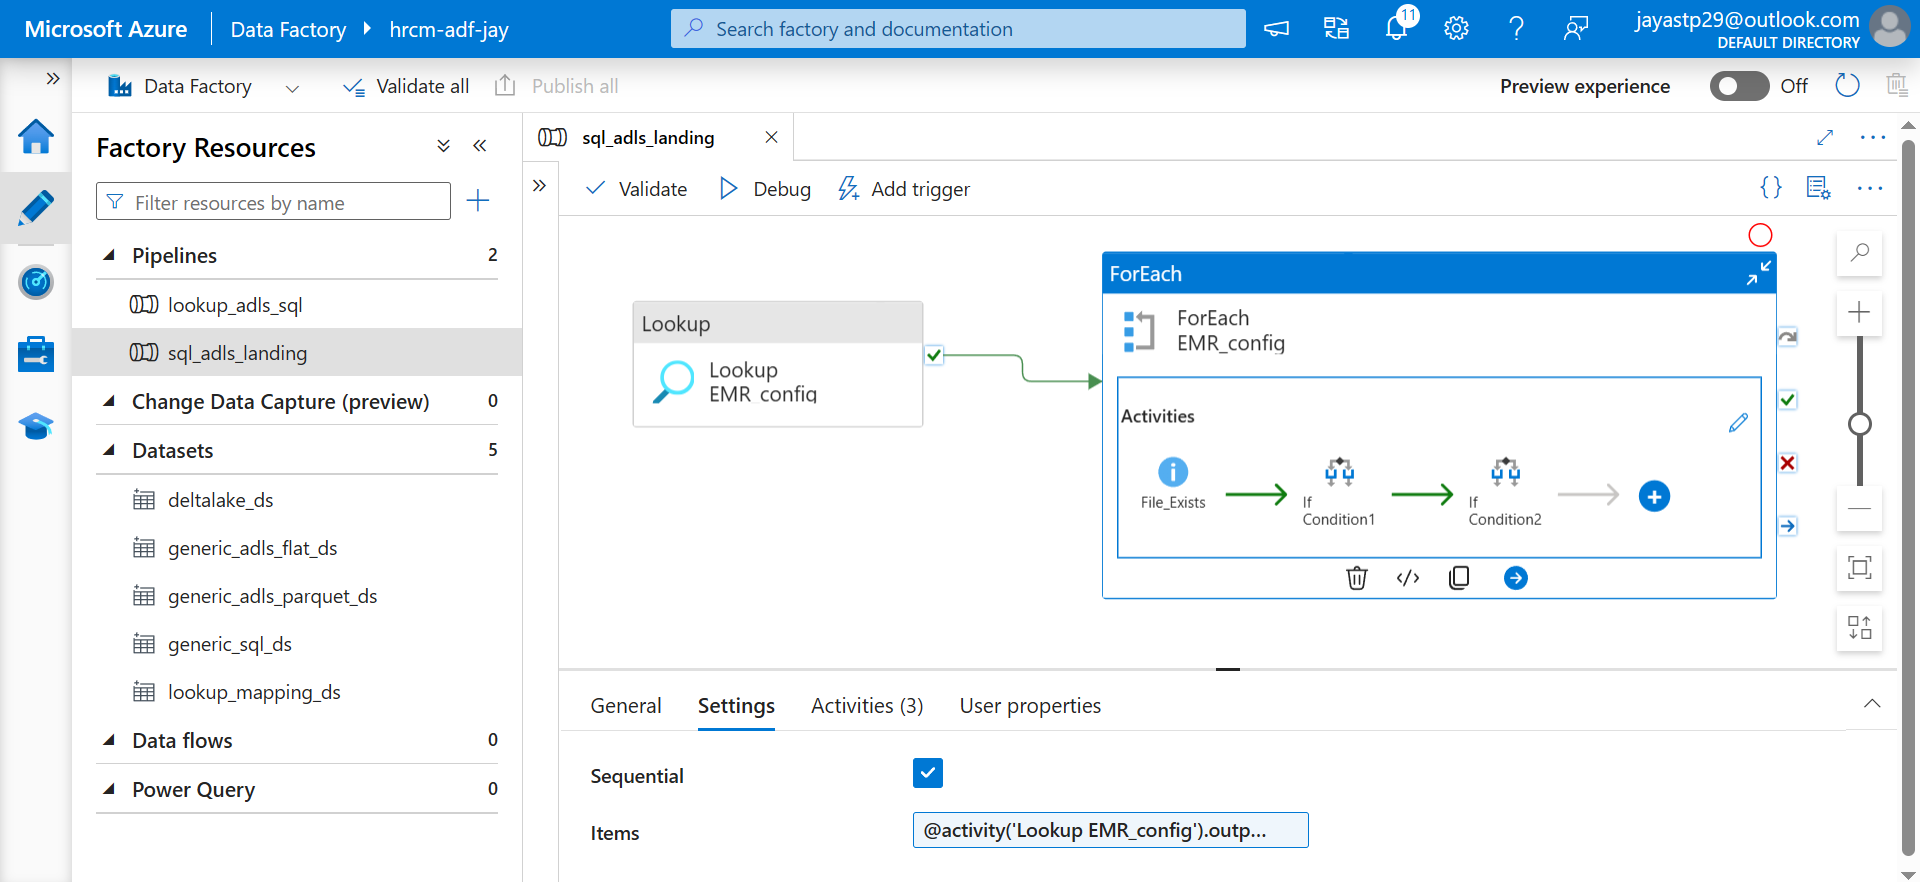 Microsoft Azure
Data Factory
hrcm-adf-jay
Search factory and documentation
11
jayastp29@outlook.com
DEFAULT DIRECTORY
Data Factory
Validate all
Publish all
Preview experience
Off
Factory Resources
Filter resources by name
Pipelines 2
lookup_adls_sql
sql_adls_landing
Change Data Capture (preview) 0
Datasets 5
deltalake_ds
generic_adls_flat_ds
generic_adls_parquet_ds
generic_sql_ds
lookup_mapping_ds
Data flows 0
Power Query 0
sql_adls_landing
Validate
Debug
Add trigger
Lookup
Lookup
EMR_config
ForEach
ForEach
EMR_config
Activities
File_Exists
If
Condition1
If
Condition2
General
Settings
Activities (3)
User properties
Sequential
Items
@activity('Lookup EMR_config').outp...